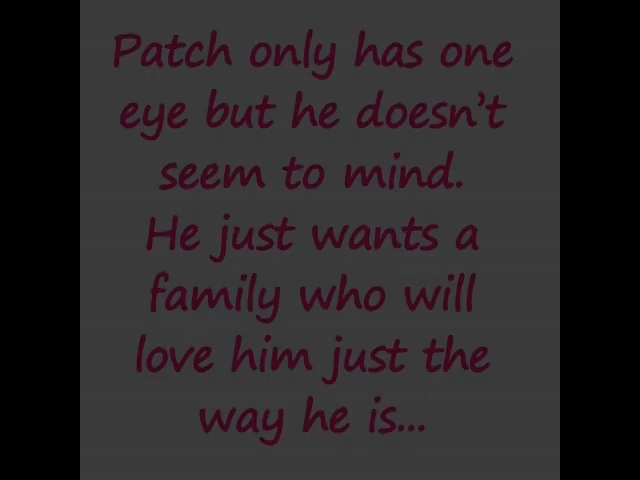 Patch only has one
eye but he doesn’t
seem to mind.
He just wants a
family who will
love him just the
way he is...